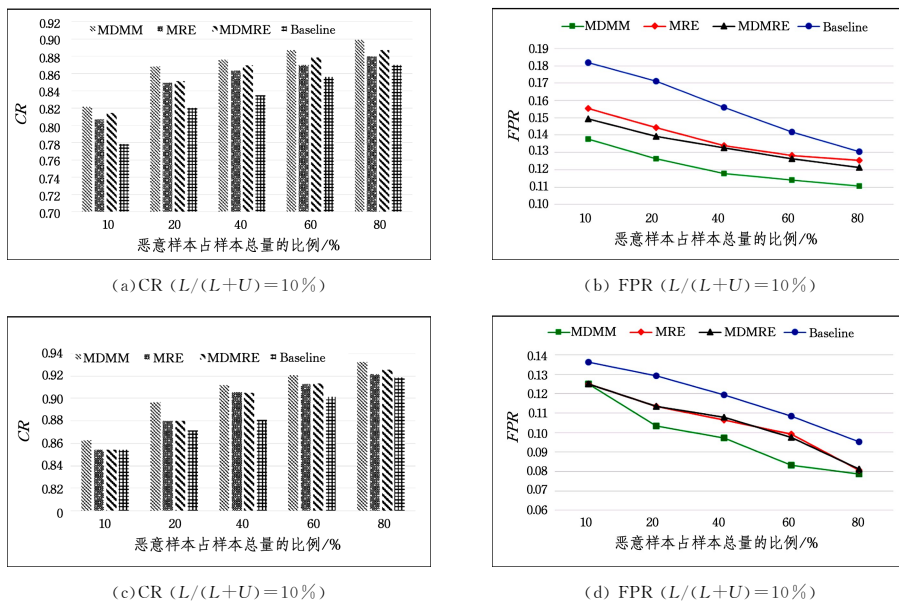 0.92
MDMM MRE MDMRE Baseline
0.90
0.88
0.86
0.84
0.82
0.80
0.78
0.76
0.74
0.72
0.70
CR
10 20 40 60 80
恶意样本占样本总量的比例/%
(a)CR (L/(L+U)=10%)
MDMM MRE MDMRE Baseline
0.19
0.18
0.17
0.16
0.15
0.14
0.13
0.12
0.11
0.10
FPR
10 20 40 60 80
恶意样本占样本总量的比例/%
(b) FPR (L/(L+U)=10%)
0.94
MDMM MRE MDMRE Baseline
0.92
0.90
0.88
0.86
0.84
0.82
0
CR
10 20 40 60 80
恶意样本占样本总量的比例/%
(c)CR (L/(L+U)=10%)
MDMM MRE MDMRE Baseline
0.14
0.13
0.12
0.11
0.10
0.09
0.08
0.07
0.06
FPR
10 20 40 60 80
恶意样本占样本总量的比例/%
(d) FPR (L/(L+U)=10%)